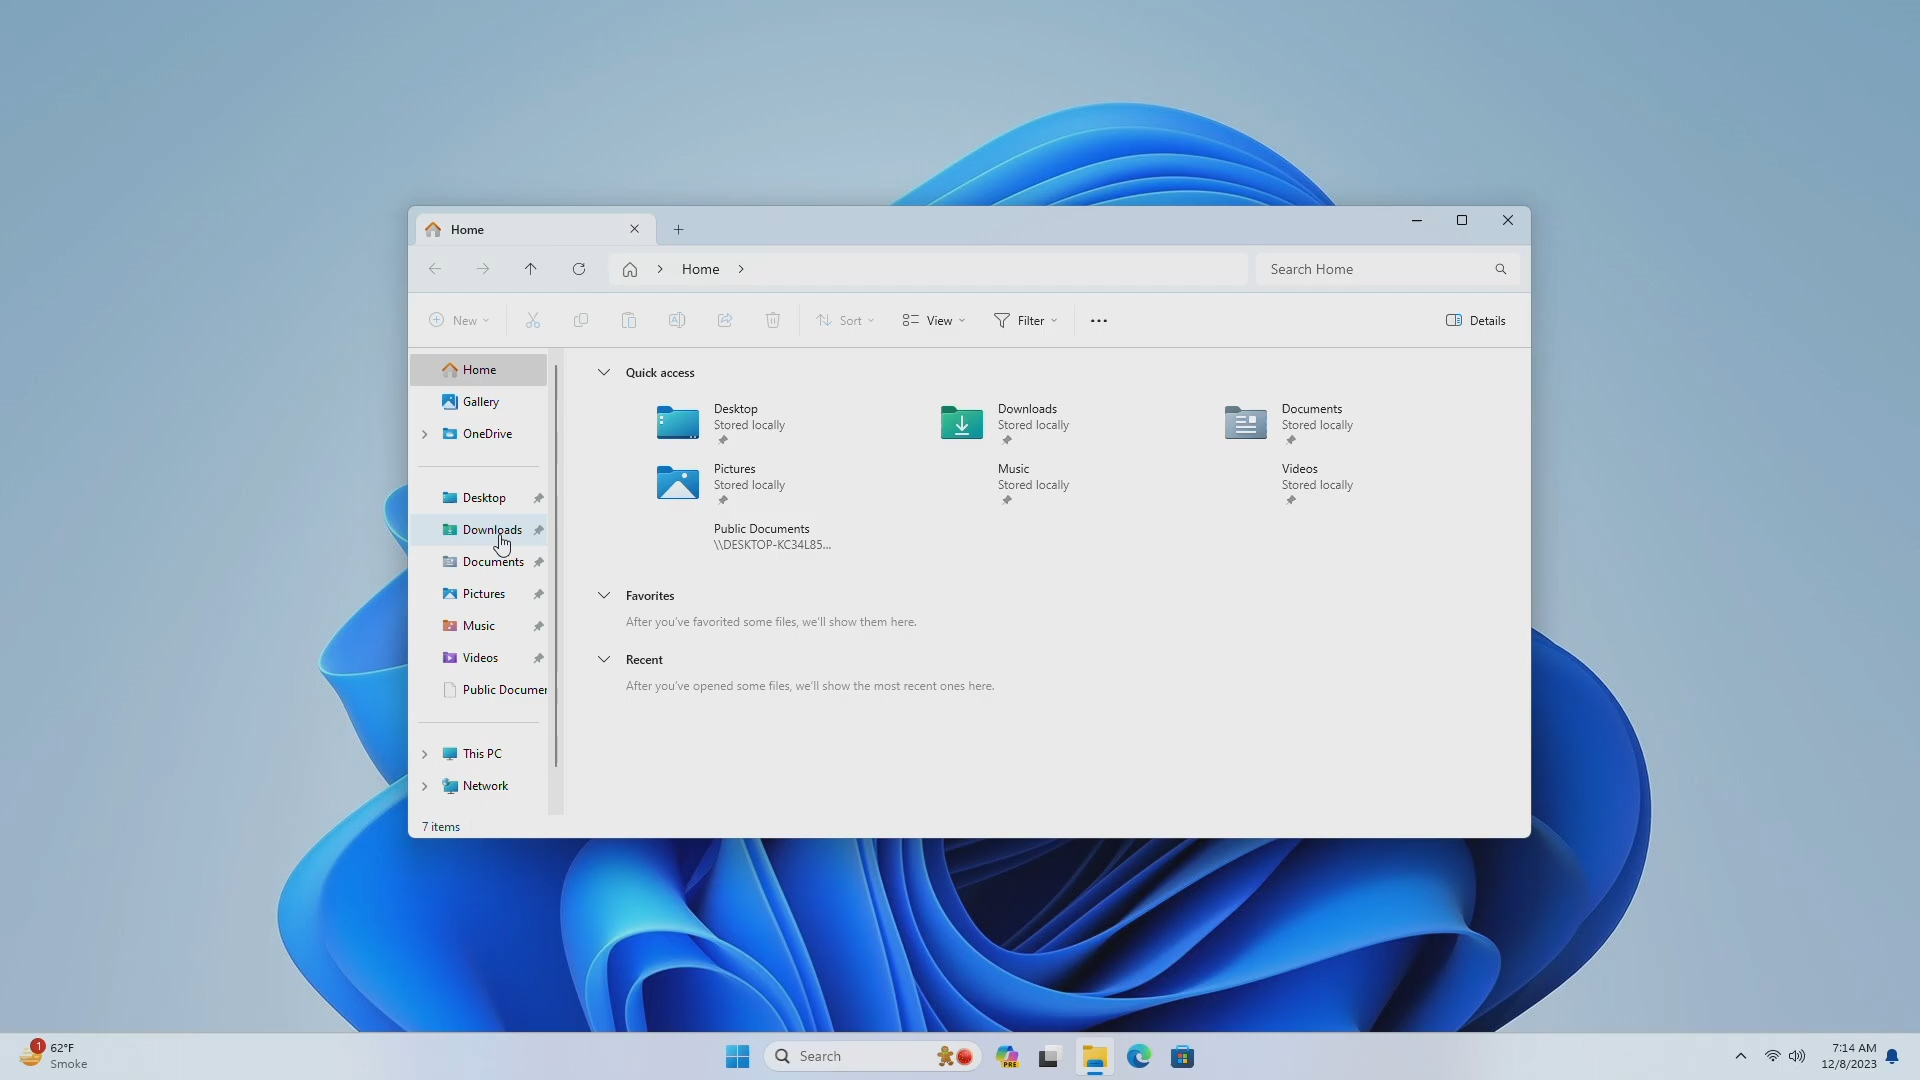 Home
Home
Search Home
New
Sort
View
Filter
Details
Home
Gallery
OneDrive
Desktop
Downloads
Documents
Pictures
Music
Videos
Public Documer
This PC
Network
7 items
Quick access
Desktop
Stored locally
Downloads
Stored locally
Documents
Stored locally
Pictures
Stored locally
Music
Stored locally
Videos
Stored locally
Public Documents
\\DESKTOP-KC34L85...
Favorites
After you've favorited some files, we'll show them here.
Recent
After you've opened some files, we'll show the most recent ones here.
1
62°F
Smoke
Search
PRE
7:14 AM
12/8/2023